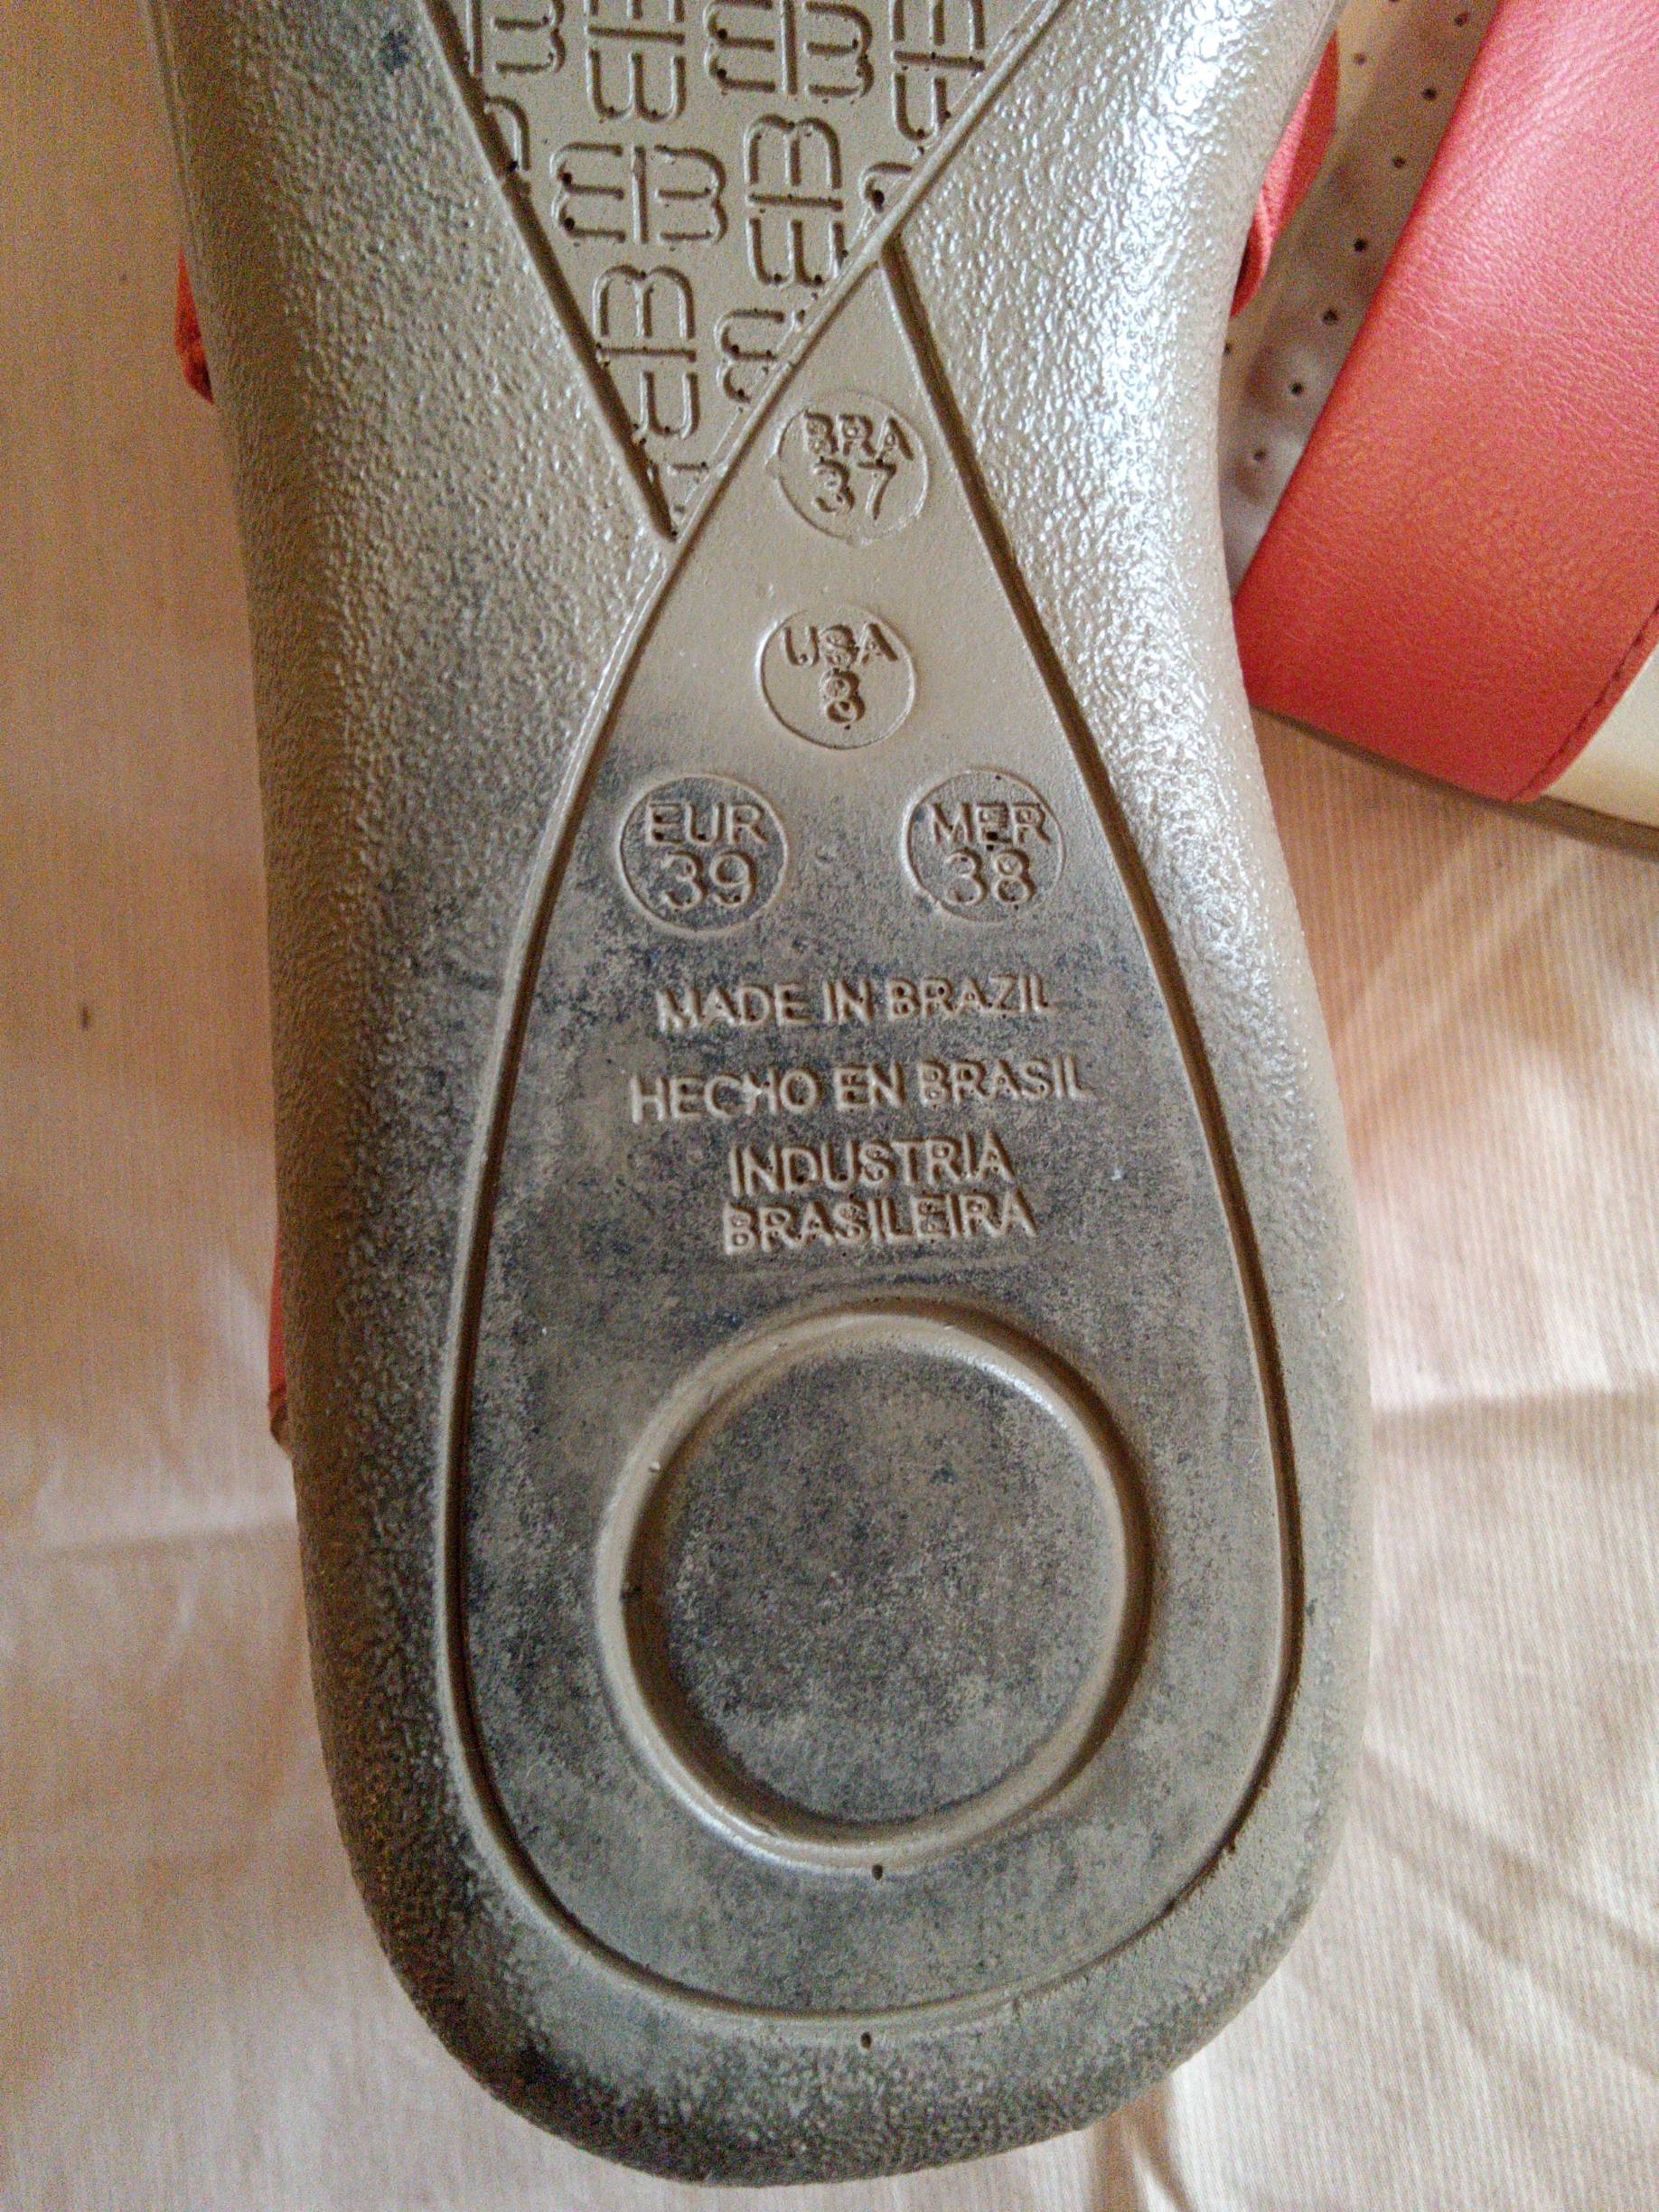 BRA
37
USA
8
EUR
39
MER
38
MADE IN BRAZIL
HECHO EN BRASIL
INDUSTRIA
BRASILEIRA